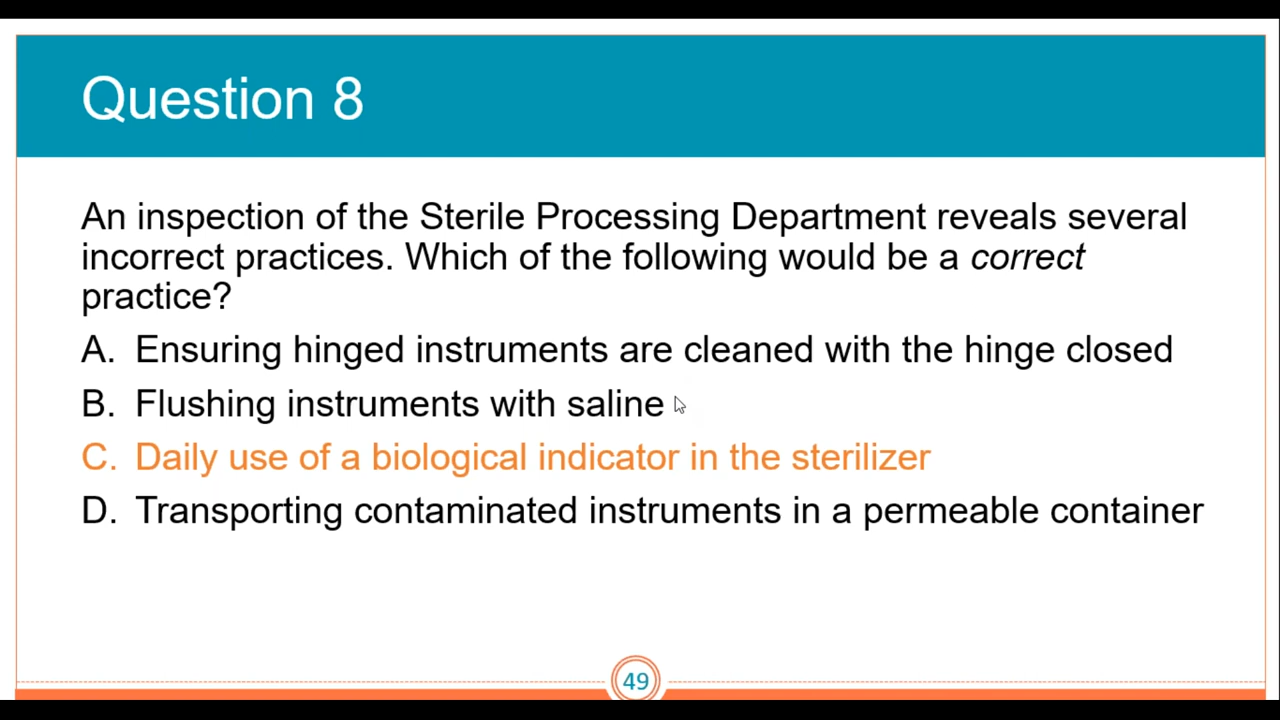 Question 8
An inspection of the Sterile Processing Department reveals several
incorrect practices. Which of the following would be a correct
practice?
A. Ensuring hinged instruments are cleaned with the hinge closed
B. Flushing instruments with saline
C. Daily use of a biological indicator in the sterilizer
D. Transporting contaminated instruments in a permeable container
49